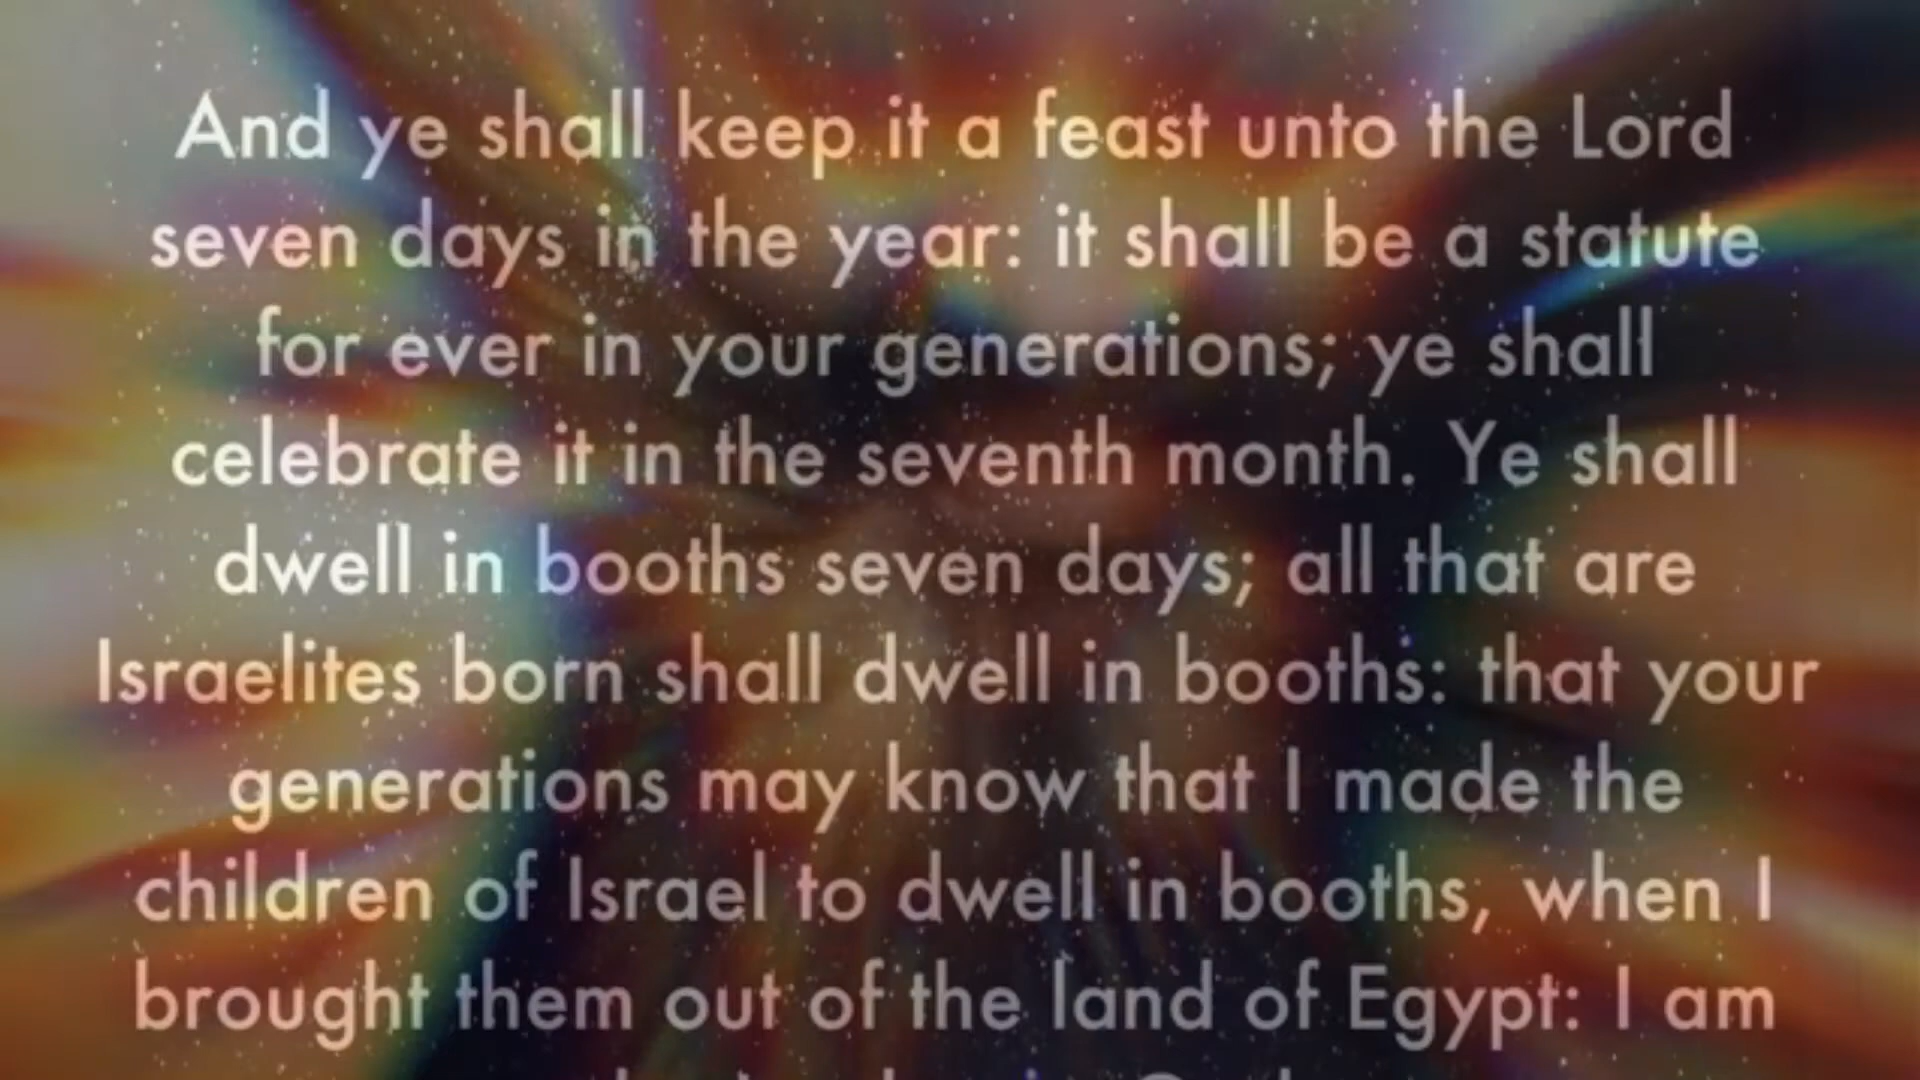 And ye shall keep it a feast unto the Lord
seven days in the year: it shall be a statute
for ever in your generations; ye shall
celebrate it in the seventh month. Ye shall
dwell in booths seven days; all that are
Israelites born shall dwell in booths: that your
generations may know that I made the
children of Israel to dwell in booths, when I
brought them out of the land of Egypt: I am